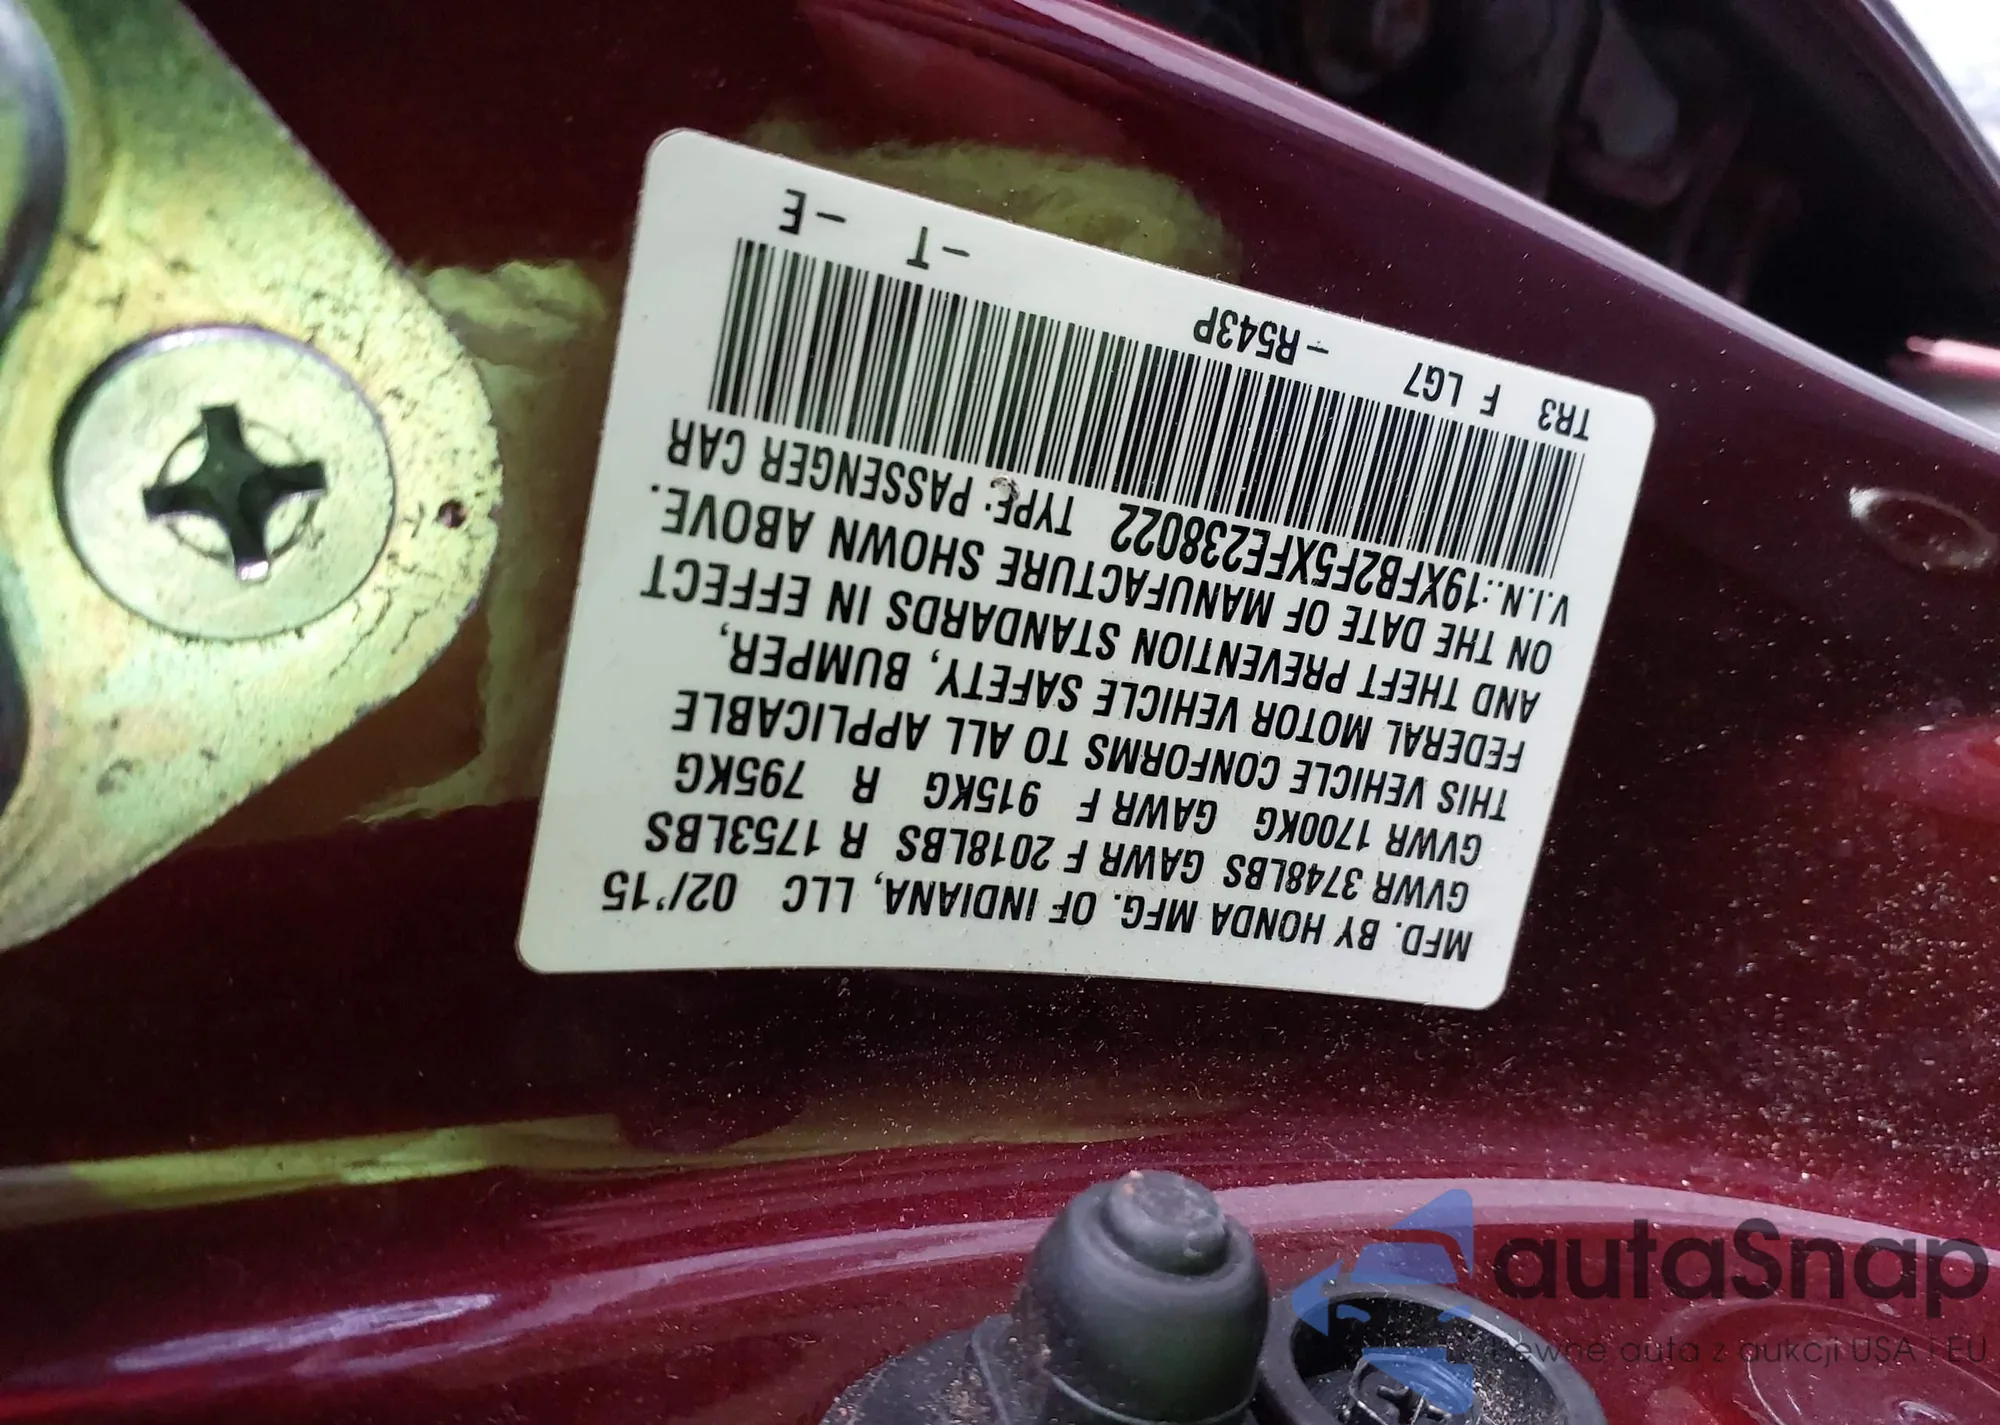 MFD. BY HONDA MFG. OF INDIANA, LLC 02/'15
GVWR 3748LBS GAWR F 2018LBS R 1753LBS
GVWR 1700KG GAWR F 915KG R 795KG
THIS VEHICLE CONFORMS TO ALL APPLICABLE
FEDERAL MOTOR VEHICLE SAFETY, BUMPER,
AND THEFT PREVENTION STANDARDS IN EFFECT
ON THE DATE OF MANUFACTURE SHOWN ABOVE.
V.I.N.:19XFB2F5XFE238022 TYPE: PASSENGER CAR
TR3 F LG7 -R543P -T -E
autaSnap
Pewne auta z aukcji USA i EU